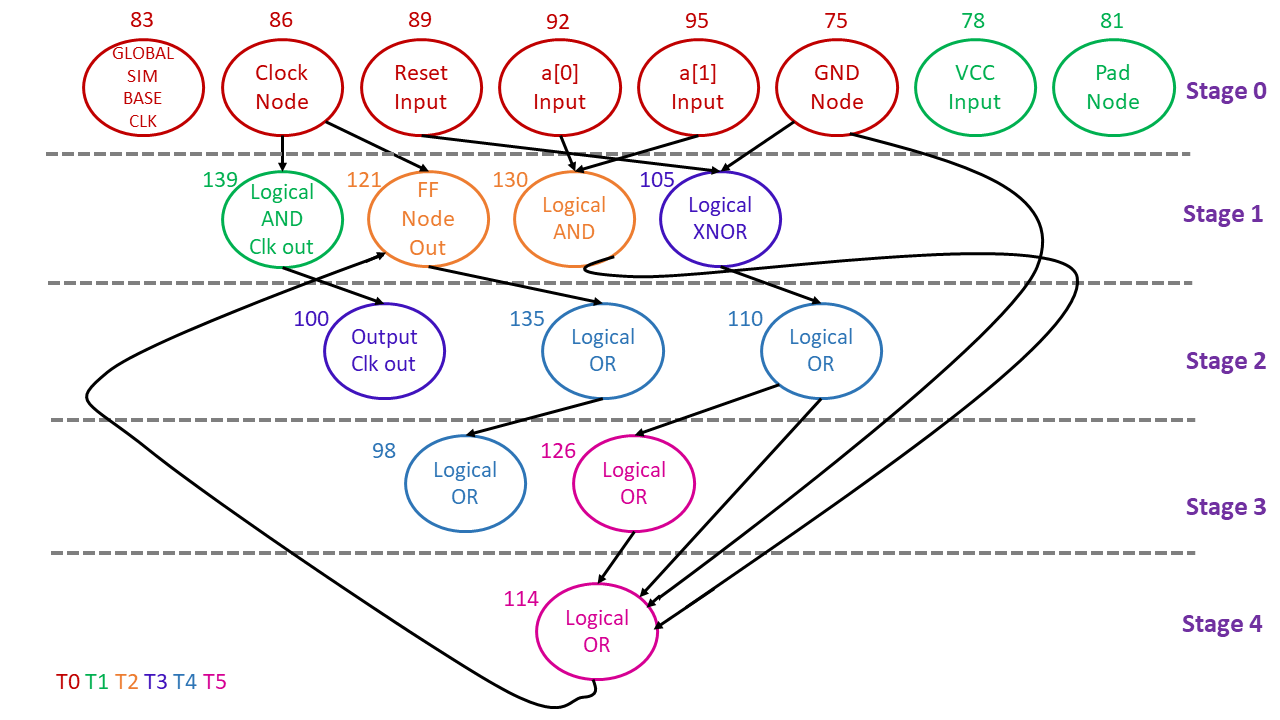 83 86 89 92 95 75 78 81
GLOBAL
SIM
BASE
CLK
Clock
Node
Reset
Input
a[0]
Input
a[1]
Input
GND
Node
VCC
Input
Pad
Node
Stage 0
139
Logical
AND
Clk out
121
FF
Node
Out
130
Logical
AND
105
Logical
XNOR
Stage 1
100
Output
Clk out
135
Logical
OR
110
Logical
OR
Stage 2
98
Logical
OR
126
Logical
OR
Stage 3
114
Logical
OR
Stage 4
T0 T1 T2 T3 T4 T5